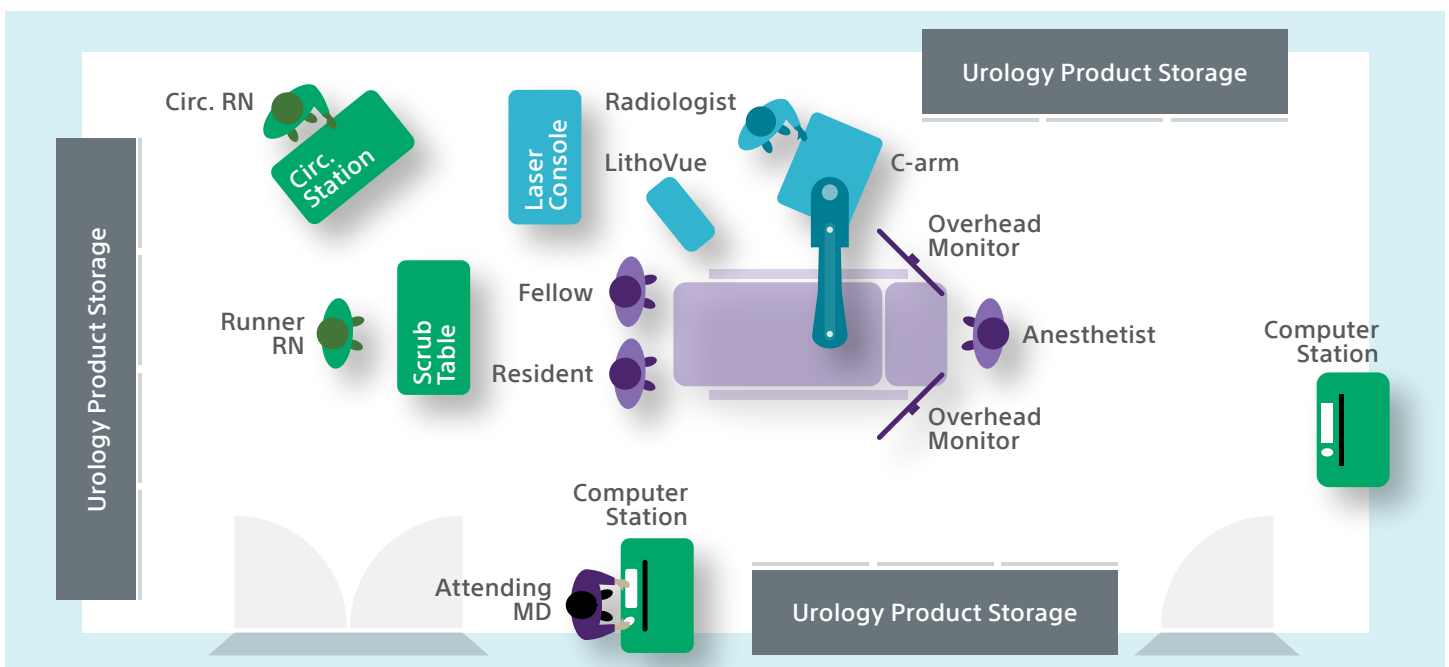 Urology Product Storage
Circ. RN
Circ.
Station
Laser
Console
Radiologist
LithoVue
C-arm
Overhead
Monitor
Urology Product Storage
Runner
RN
Scrub
Table
Fellow
Resident
Anesthetist
Computer
Station
Overhead
Monitor
Computer
Station
Attending
MD
Urology Product Storage